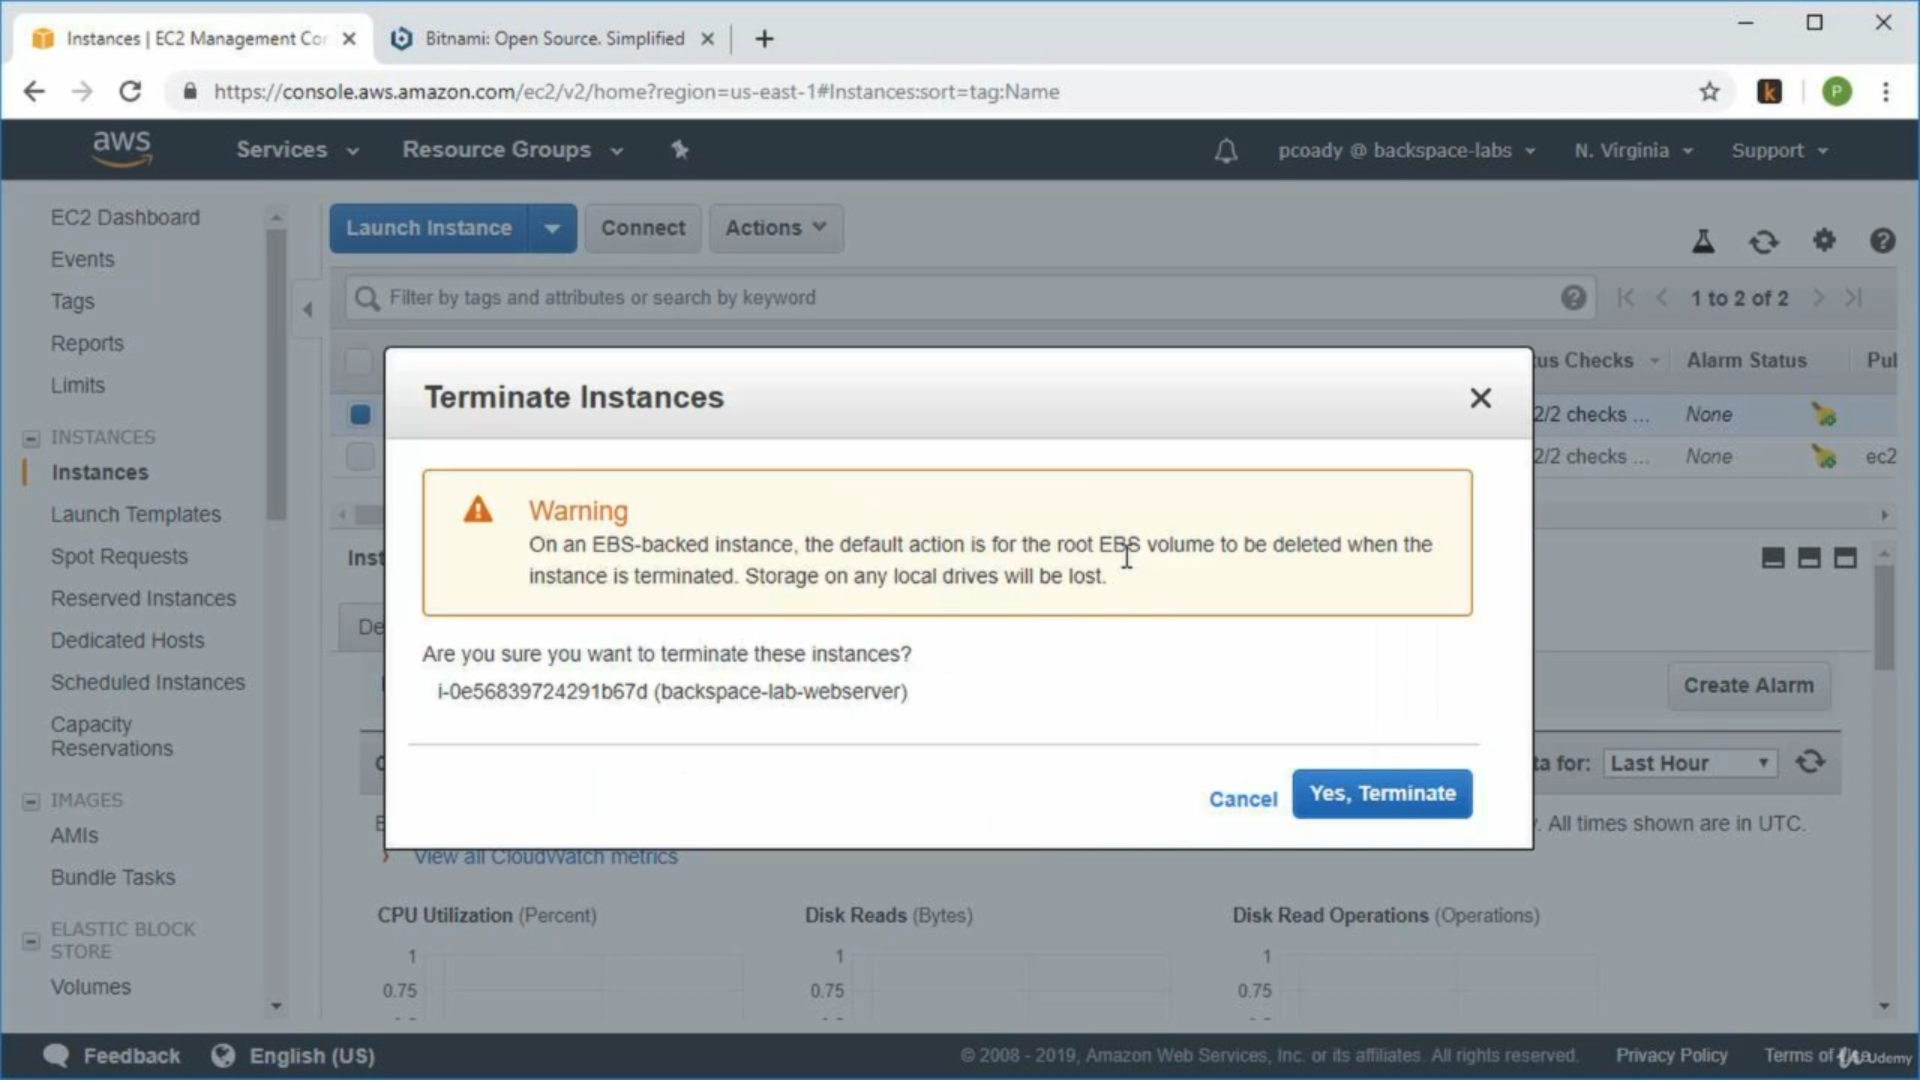 Instances | EC2 Management Cor
Bitnami: Open Source. Simplified
https://console.aws.amazon.com/ec2/v2/home?region=us-east-1#Instances:sort=tag:Name
k
P
aws
Services
Resource Groups
pcoady @ backspace-labs
N. Virginia
Support
EC2 Dashboard
Events
Tags
Reports
Limits
INSTANCES
Instances
Launch Templates
Spot Requests
Reserved Instances
Dedicated Hosts
Scheduled Instances
Capacity
Reservations
IMAGES
AMIs
Bundle Tasks
ELASTIC BLOCK
STORE
Volumes
Launch Instance
Connect
Actions
Filter by tags and attributes or search by keyword
1 to 2 of 2
tus Checks
Alarm Status
Pul
2/2 checks ...
None
2/2 checks ...
None
ec2
Inst
De
Terminate Instances
Warning
On an EBS-backed instance, the default action is for the root EBS volume to be deleted when the
instance is terminated. Storage on any local drives will be lost.
Are you sure you want to terminate these instances?
i-0e56839724291b67d (backspace-lab-webserver)
Cancel
Yes, Terminate
Create Alarm
ta for:
Last Hour
. All times shown are in UTC.
View all CloudWatch metrics
CPU Utilization (Percent)
1
0.75
Disk Reads (Bytes)
1
0.75
Disk Read Operations (Operations)
1
0.75
Feedback
English (US)
© 2008 - 2019, Amazon Web Services, Inc. or its affiliates. All rights reserved.
Privacy Policy
Terms of
Udemy